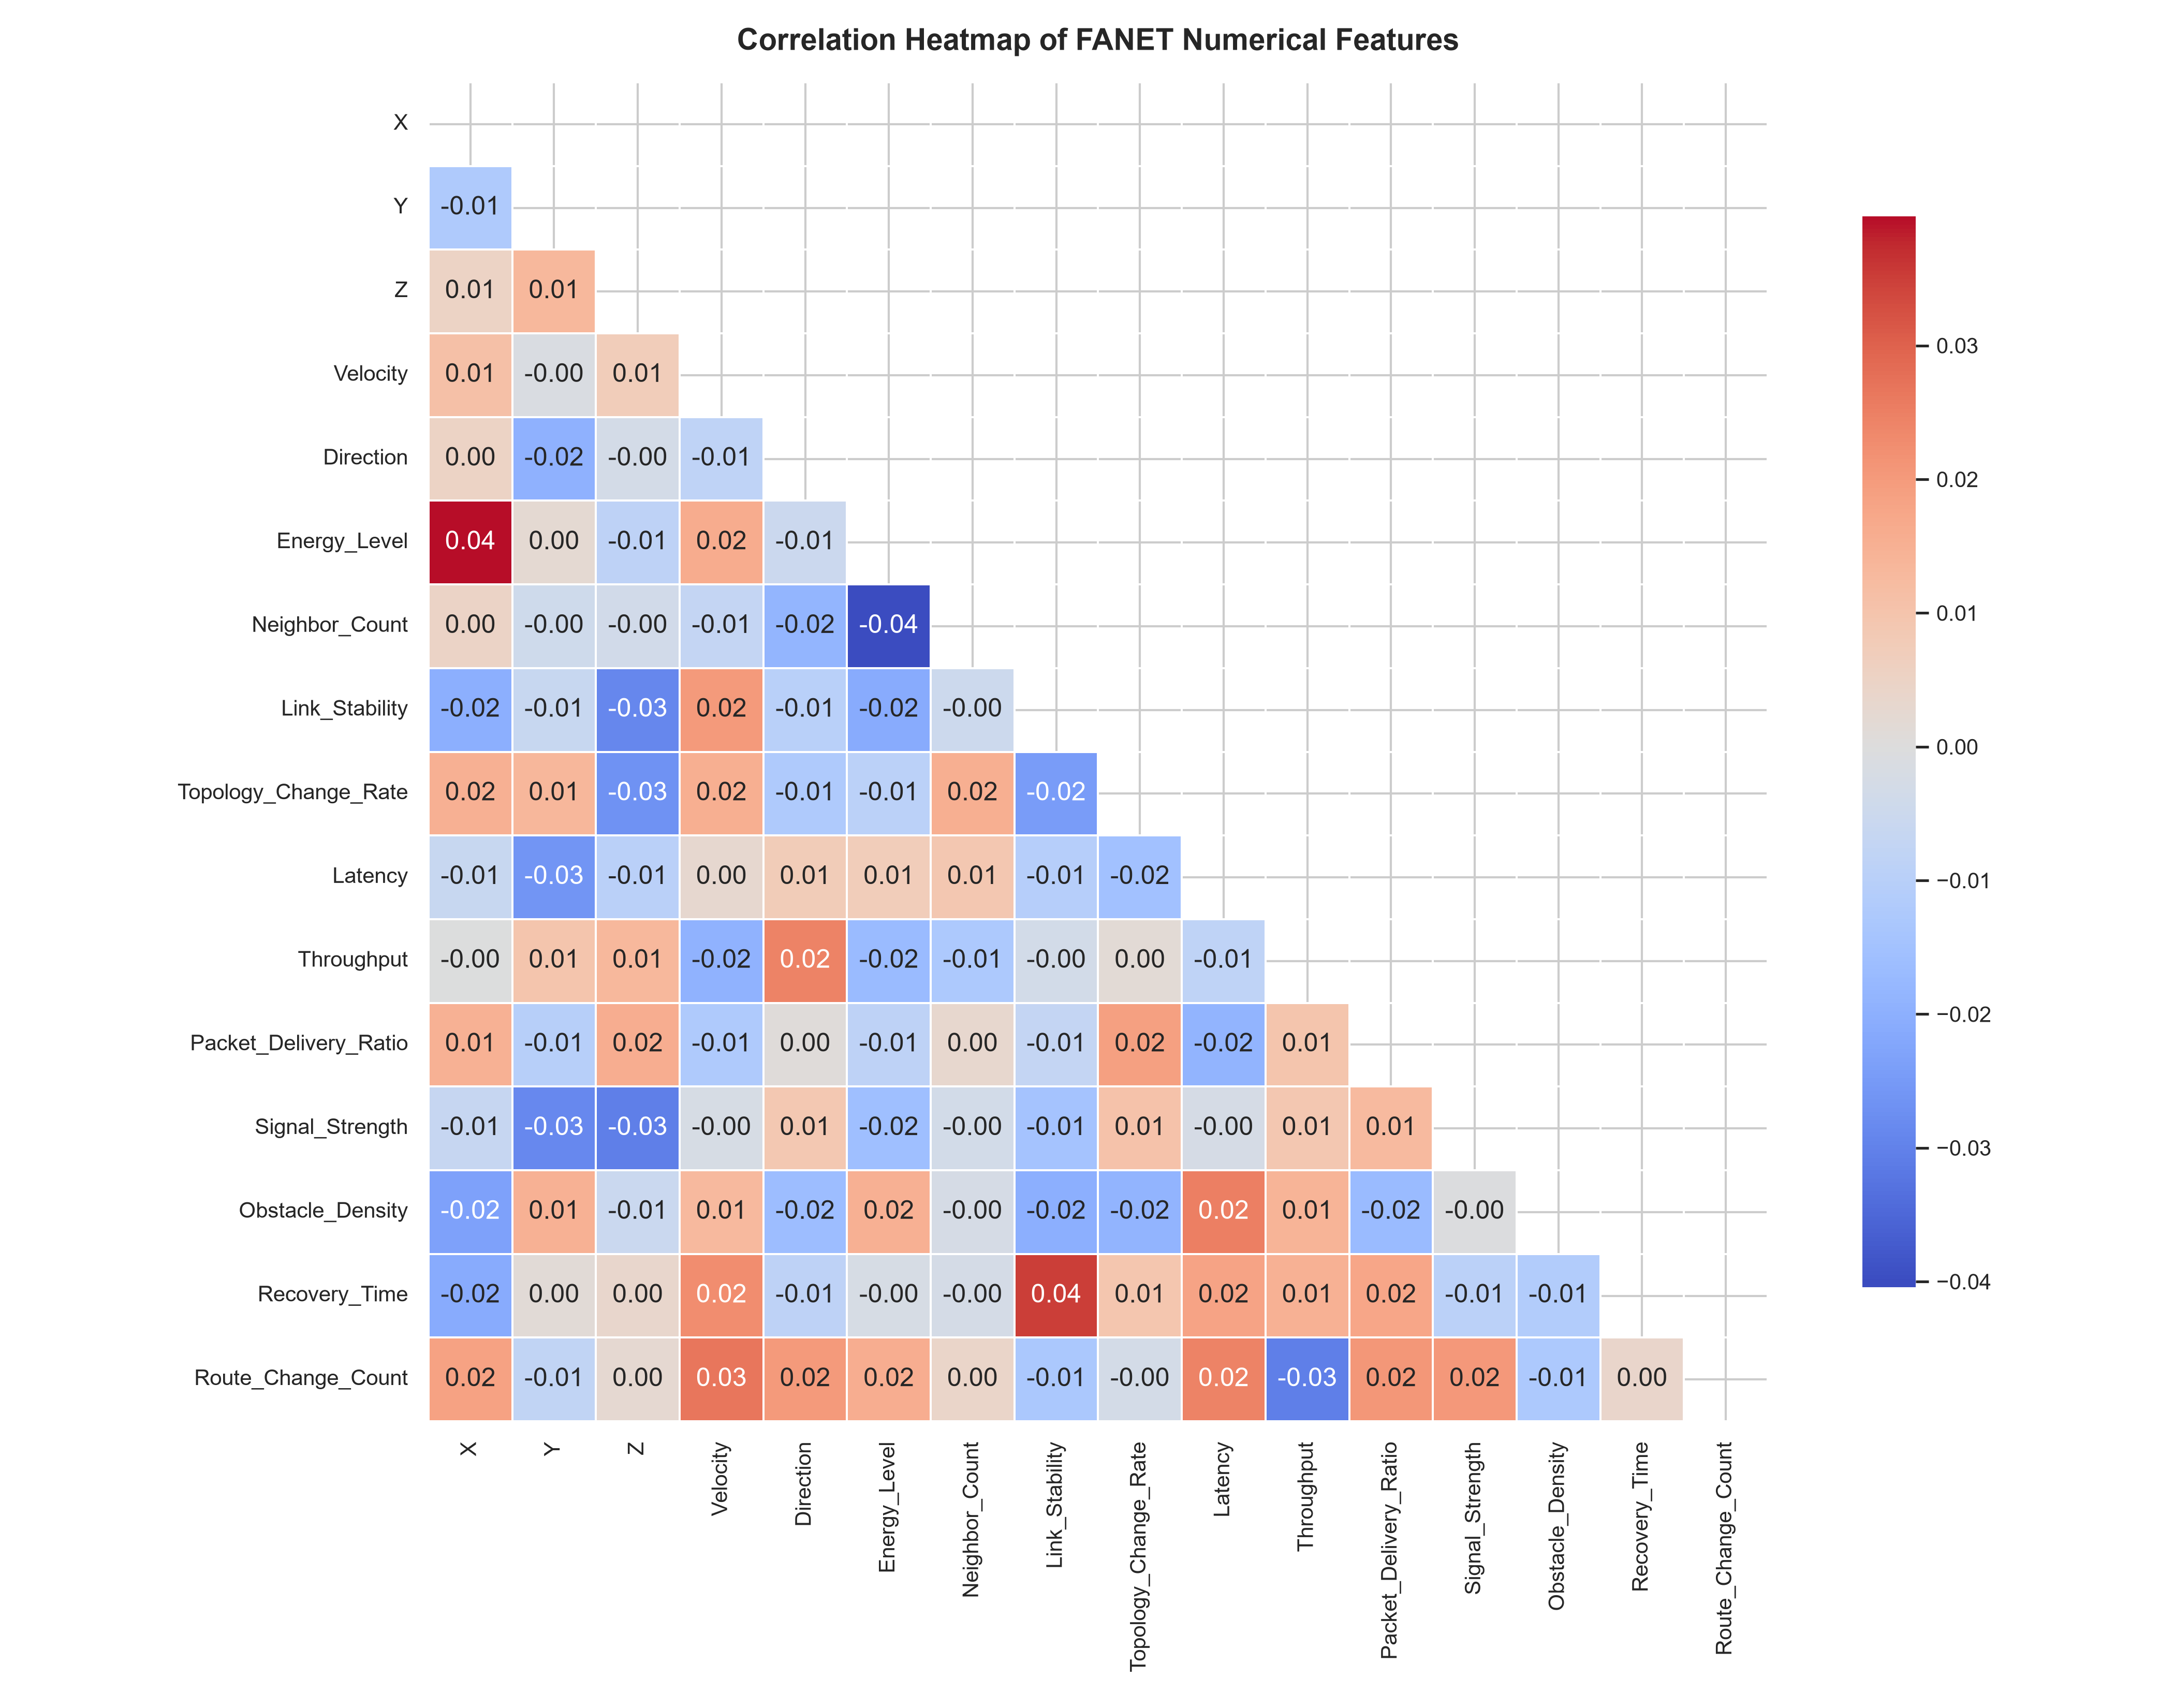 Correlation Heatmap of FANET Numerical Features
X
Y -0.01
Z 0.01 0.01
Velocity 0.01 -0.00 0.01
Direction 0.00 -0.02 -0.00 -0.01
Energy_Level 0.04 0.00 -0.01 0.02 -0.01
Neighbor_Count 0.00 -0.00 -0.00 -0.01 -0.02 -0.04
Link_Stability -0.02 -0.01 -0.03 0.02 -0.01 -0.02 -0.00
Topology_Change_Rate 0.02 0.01 -0.03 0.02 -0.01 -0.01 0.02 -0.02
Latency -0.01 -0.03 -0.01 0.00 0.01 0.01 0.01 -0.01 -0.02
Throughput -0.00 0.01 0.01 -0.02 0.02 -0.02 -0.01 -0.00 0.00 -0.01
Packet_Delivery_Ratio 0.01 -0.01 0.02 -0.01 0.00 -0.01 0.00 -0.01 0.02 -0.02 0.01
Signal_Strength -0.01 -0.03 -0.03 -0.00 0.01 -0.02 -0.00 -0.01 0.01 -0.00 0.01 0.01
Obstacle_Density -0.02 0.01 -0.01 0.01 -0.02 0.02 -0.00 -0.02 -0.02 0.02 0.01 -0.02 -0.00
Recovery_Time -0.02 0.00 0.00 0.02 -0.01 -0.00 -0.00 0.04 0.01 0.02 0.01 0.02 -0.01 -0.01
Route_Change_Count 0.02 -0.01 0.00 0.03 0.02 0.02 0.00 -0.01 -0.00 0.02 -0.03 0.02 0.02 -0.01 0.00
X
Y
Z
Velocity
Direction
Energy_Level
Neighbor_Count
Link_Stability
Topology_Change_Rate
Latency
Throughput
Packet_Delivery_Ratio
Signal_Strength
Obstacle_Density
Recovery_Time
Route_Change_Count
0.03
0.02
0.01
0.00
−0.01
−0.02
−0.03
−0.04